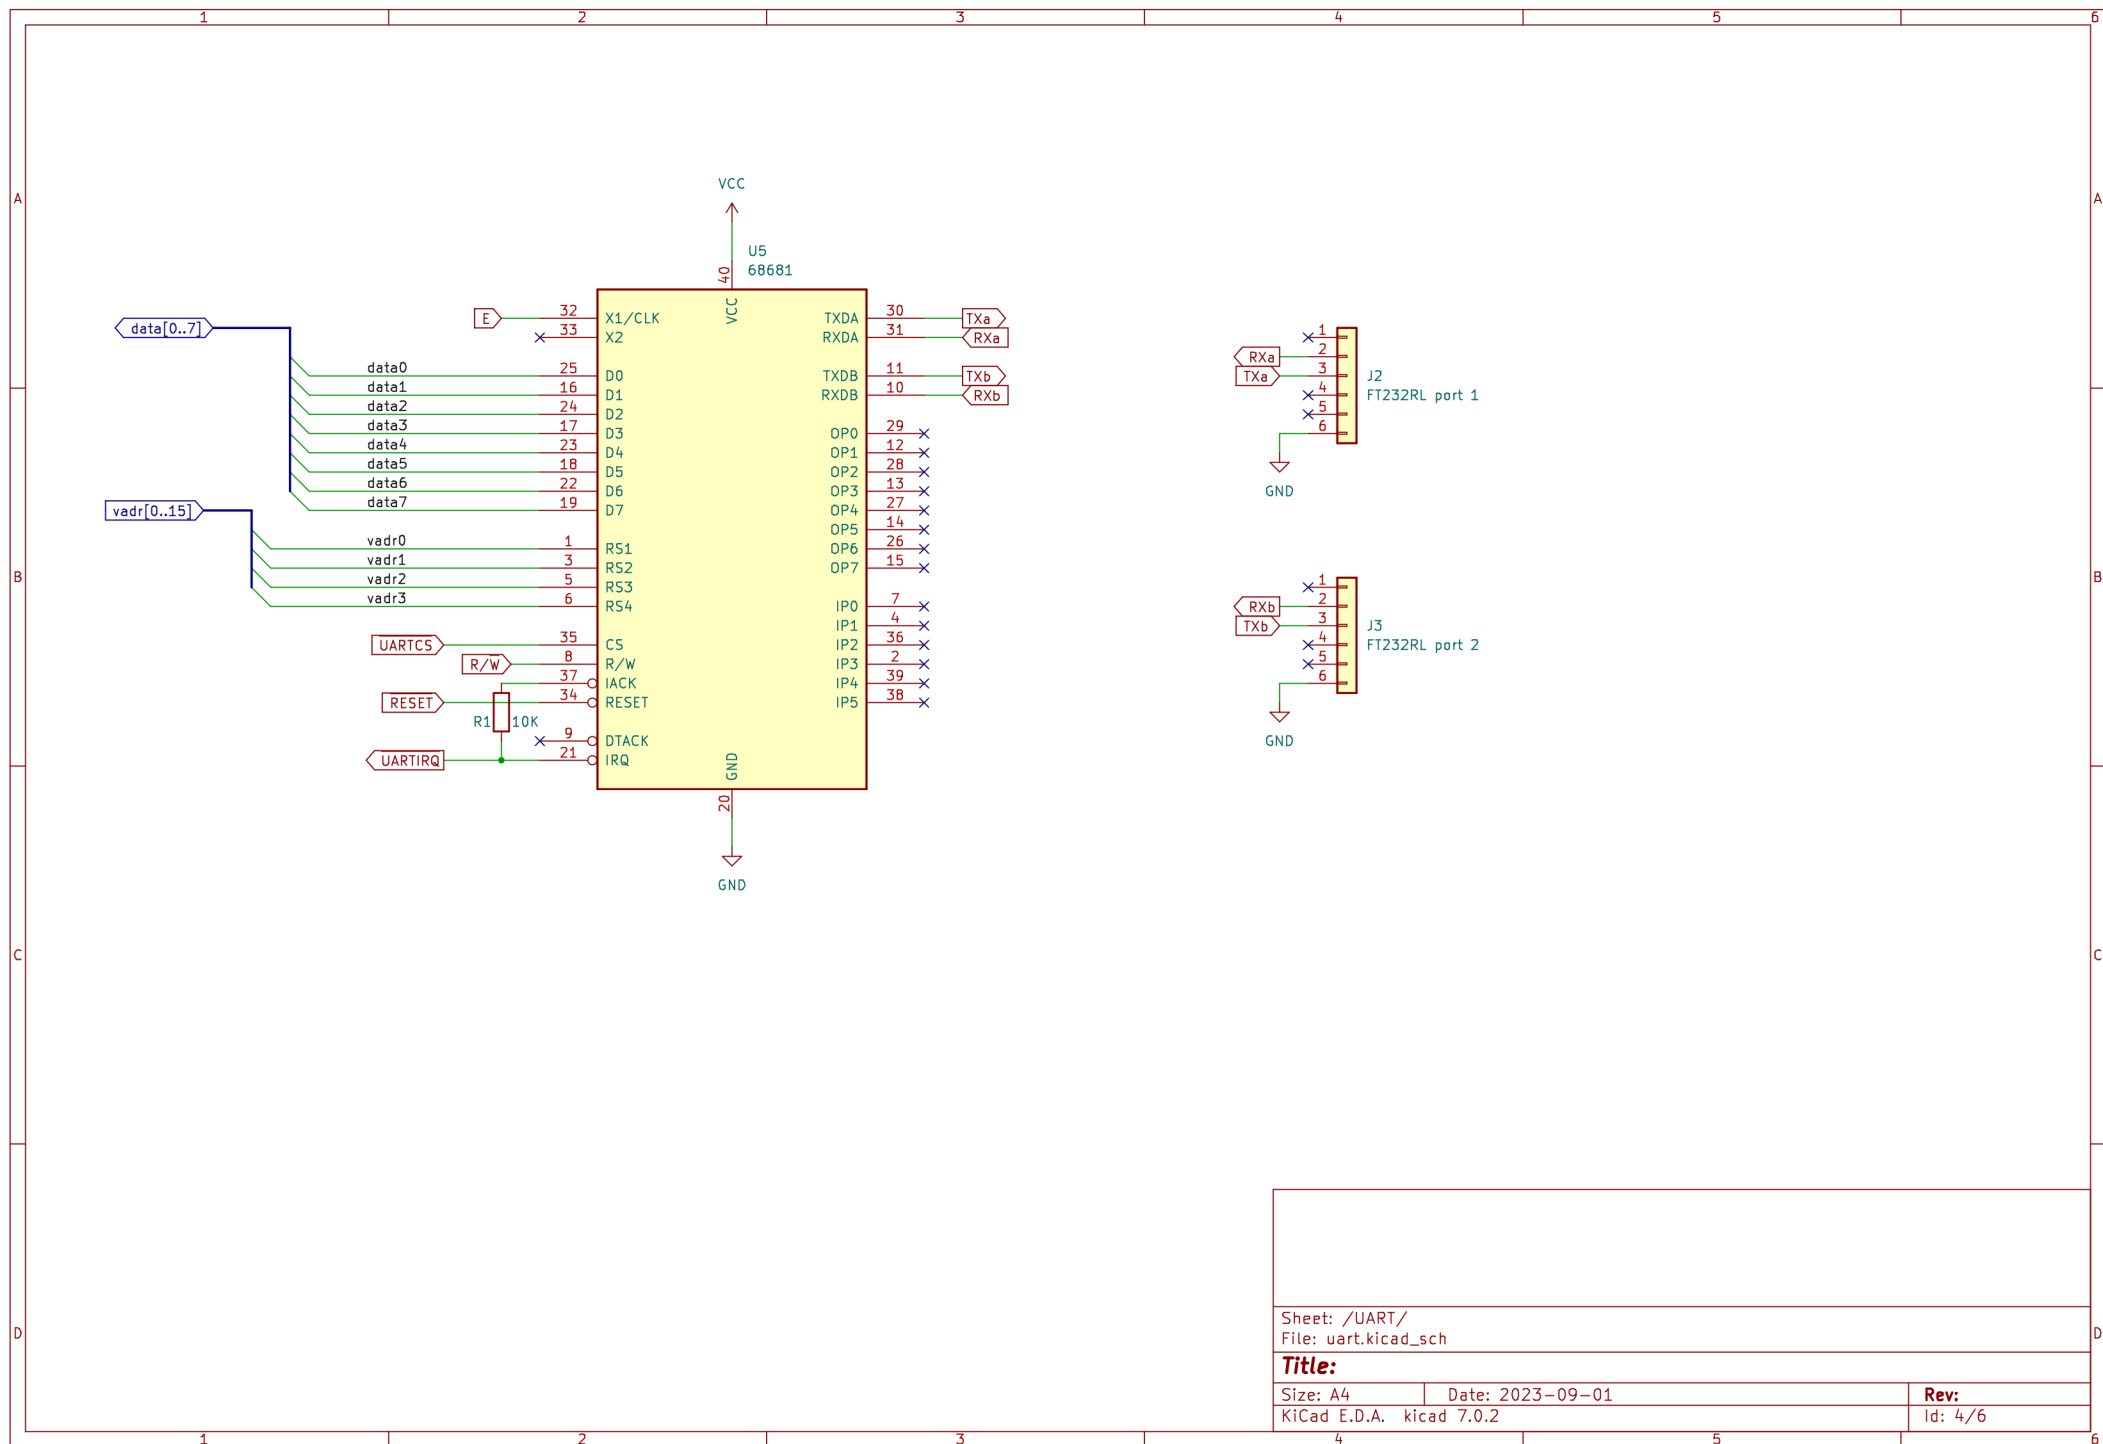 1 2 3 4 5 6
A A
B B
C C
D D
VCC
U5
68681
40
VCC
data[0..7]
data0
data1
data2
data3
data4
data5
data6
data7
vadr[0..15]
vadr0
vadr1
vadr2
vadr3
E
UARTCS
R/W
RESET
R1 10K
UARTIRQ
32 X1/CLK
33 X2
25 D0
16 D1
24 D2
17 D3
23 D4
18 D5
22 D6
19 D7
1 RS1
3 RS2
5 RS3
6 RS4
35 CS
8 R/W
37 IACK
34 RESET
9 DTACK
21 IRQ
TXDA 30 TXa
RXDA 31 RXa
TXDB 11 TXb
RXDB 10 RXb
OP0 29
OP1 12
OP2 28
OP3 13
OP4 27
OP5 14
OP6 26
OP7 15
IP0 7
IP1 4
IP2 36
IP3 2
IP4 39
IP5 38
GND
20
GND
1
RXa 2
TXa 3
4
5
6
J2
FT232RL port 1
GND
1
RXb 2
TXb 3
4
5
6
J3
FT232RL port 2
GND
Sheet: /UART/
File: uart.kicad_sch
Title:
Size: A4 Date: 2023-09-01 Rev:
KiCad E.D.A. kicad 7.0.2 Id: 4/6
1 2 3 4 5 6